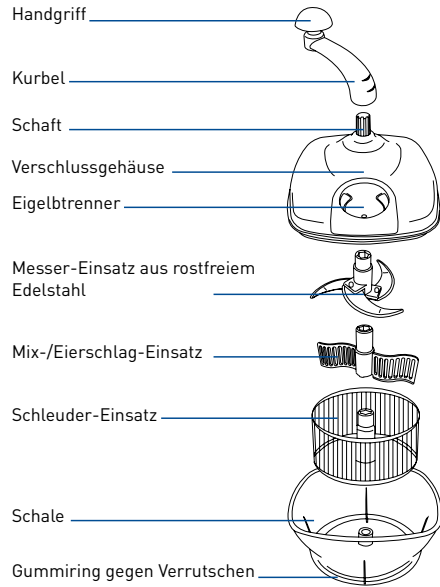 Handgriff
Kurbel
Schaft
Verschlussgehäuse
Eigelbtrenner
Messer-Einsatz aus rostfreiem
Edelstahl
Mix-/Eierschlag-Einsatz
Schleuder-Einsatz
Schale
Gummiring gegen Verrutschen